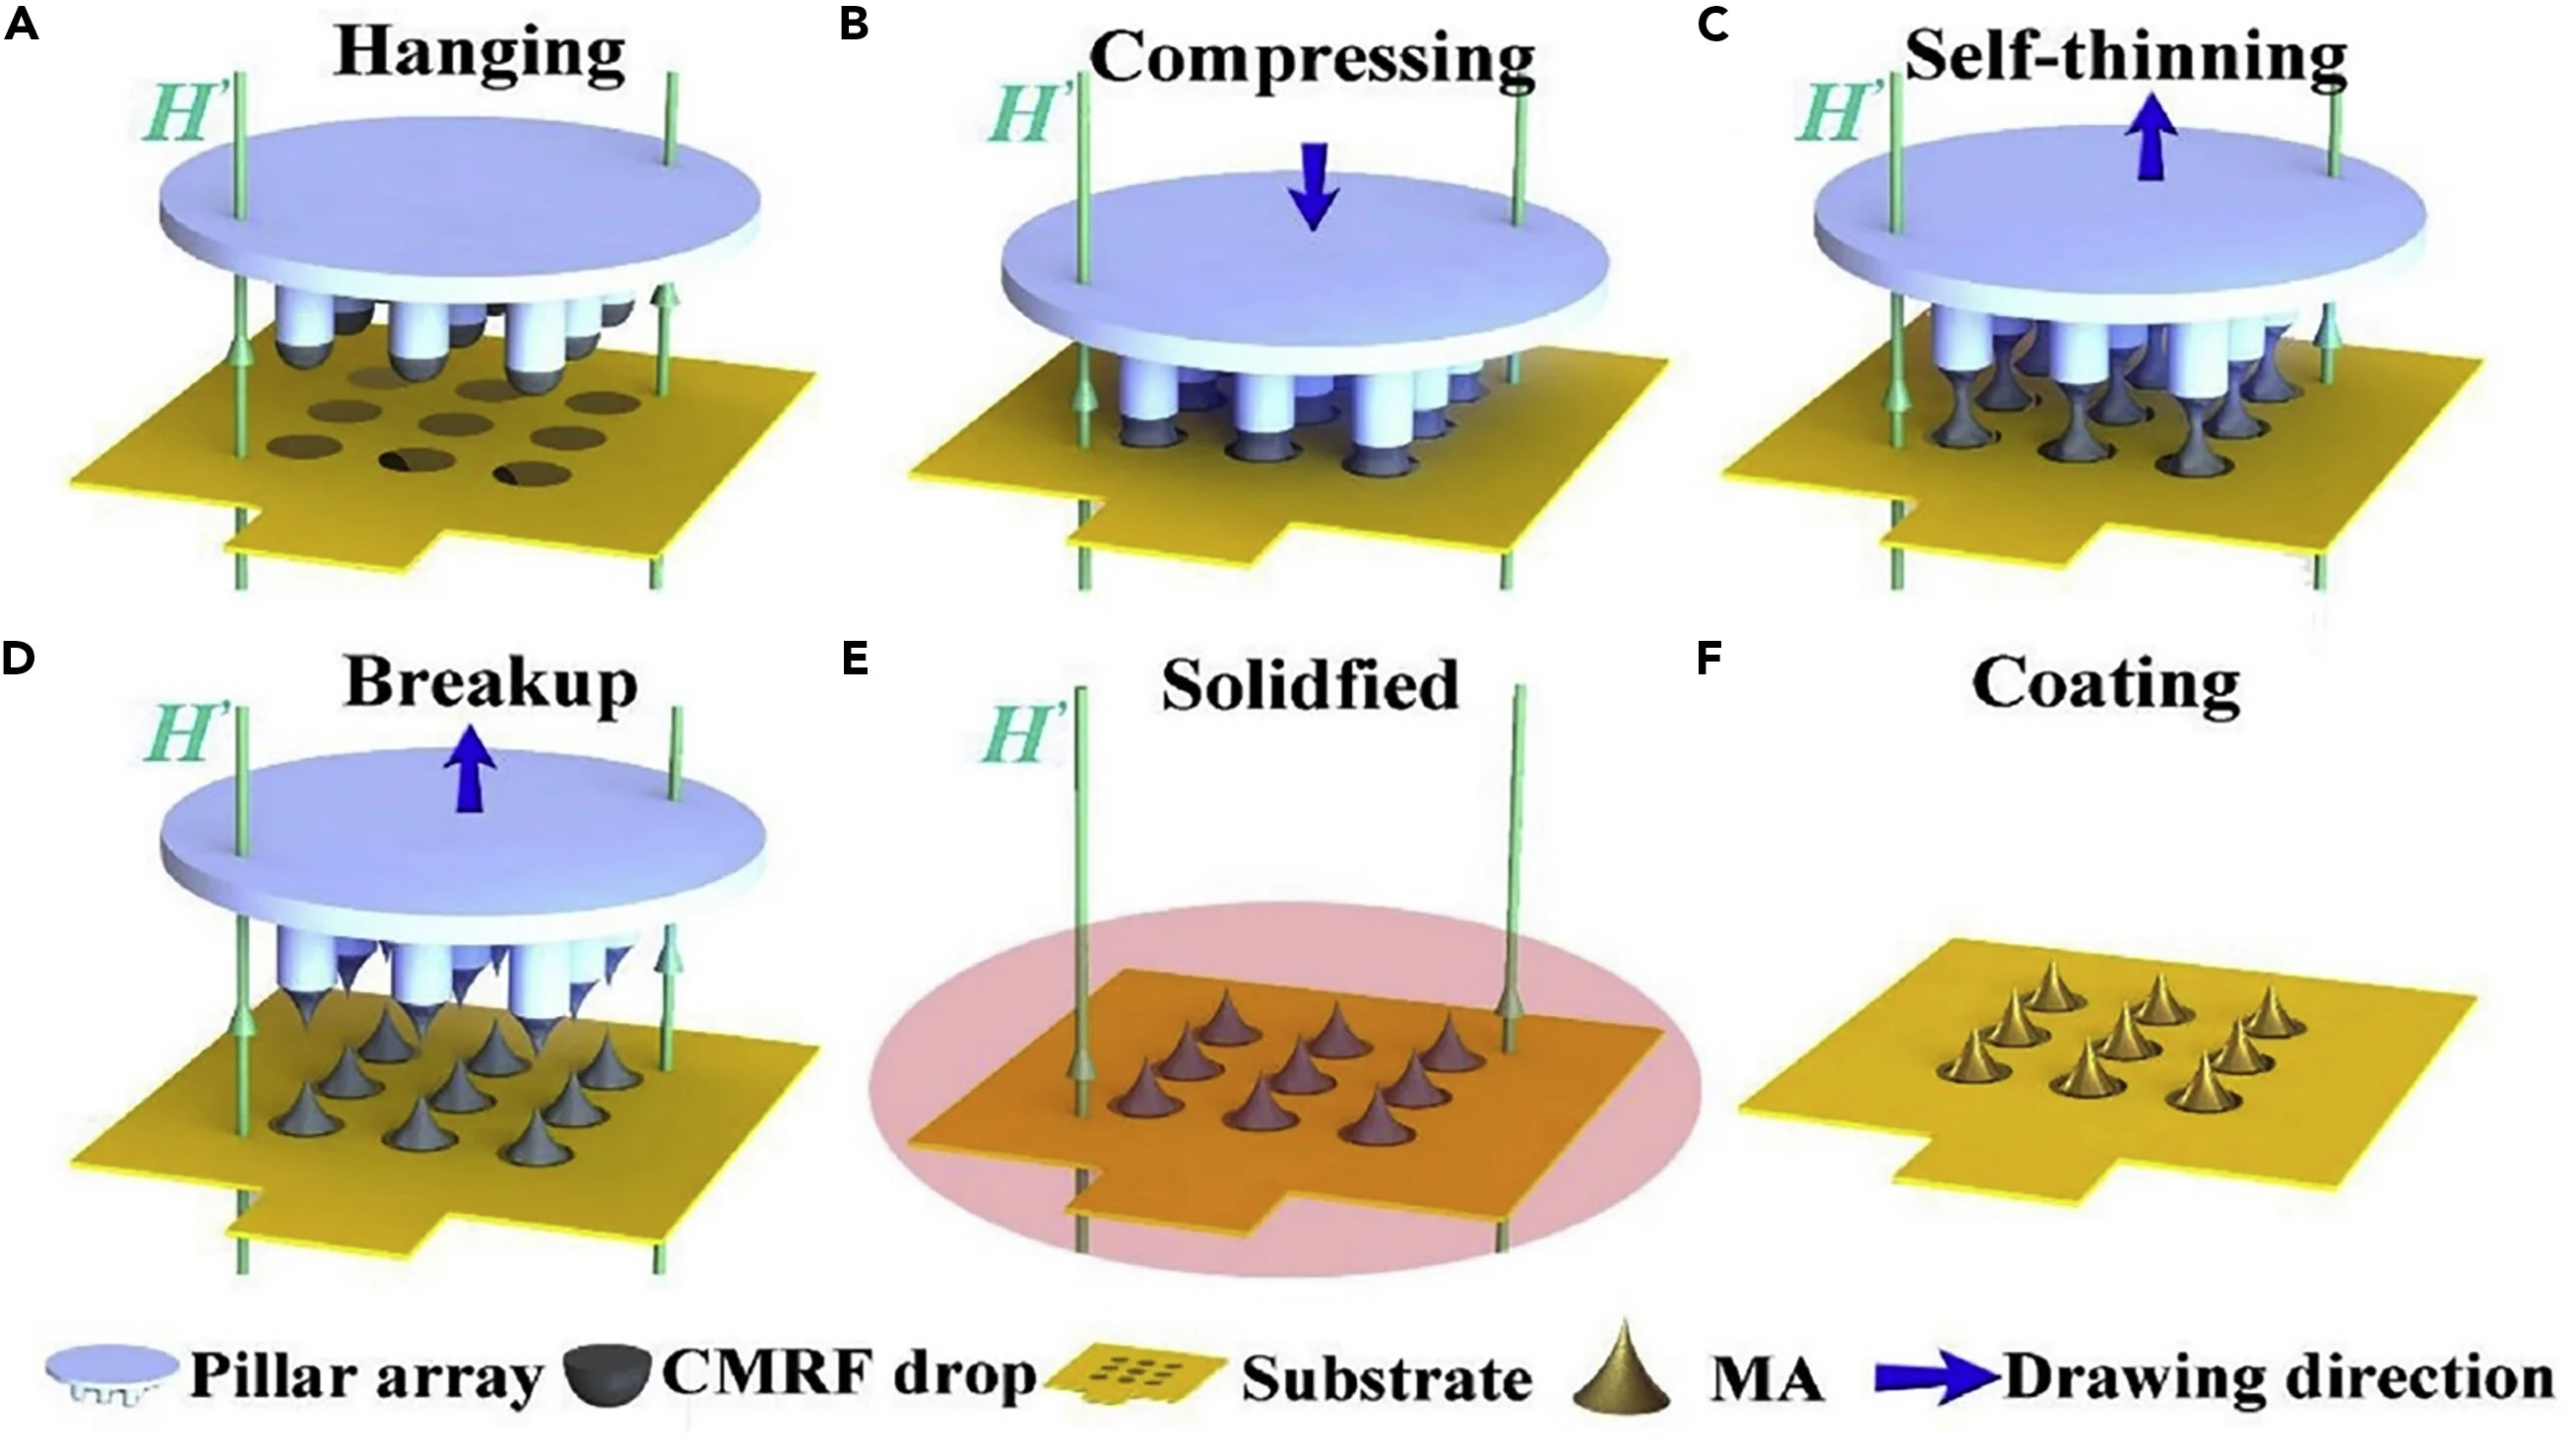 A
Hanging
H’
B
Compressing
H’
C
Self-thinning
H’
D
Breakup
H’
E
Solidfied
H’
F
Coating
Pillar array
CMRF drop
Substrate
MA
Drawing direction